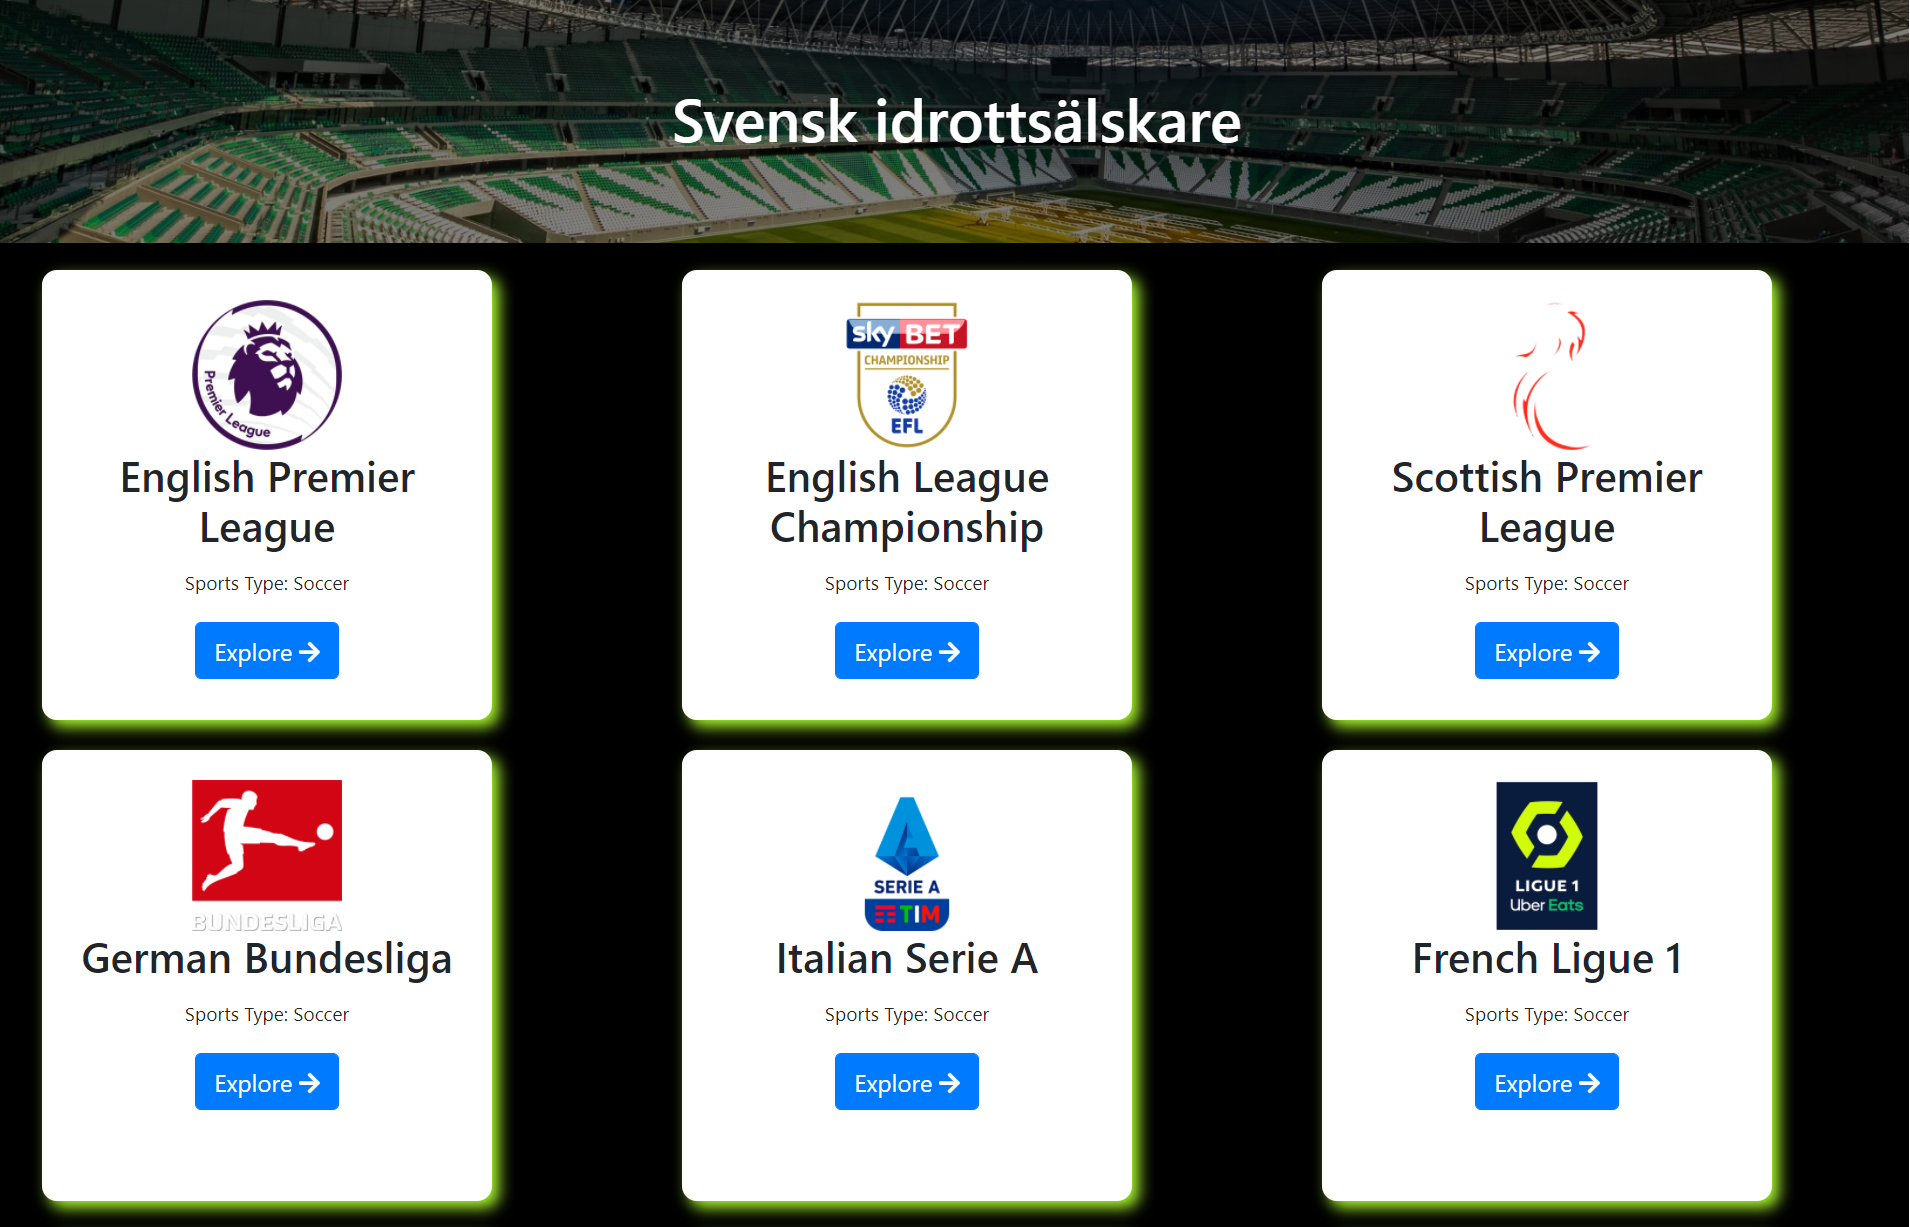 Svensk idrottsälskare
Premier League
English Premier
League
Sports Type: Soccer
Explore
sky BET
CHAMPIONSHIP
EFL
English League
Championship
Sports Type: Soccer
Explore
Scottish Premier
League
Sports Type: Soccer
Explore
BUNDESLIGA
German Bundesliga
Sports Type: Soccer
Explore
SERIE A
TIM
Italian Serie A
Sports Type: Soccer
Explore
LIGUE 1
Uber Eats
French Ligue 1
Sports Type: Soccer
Explore